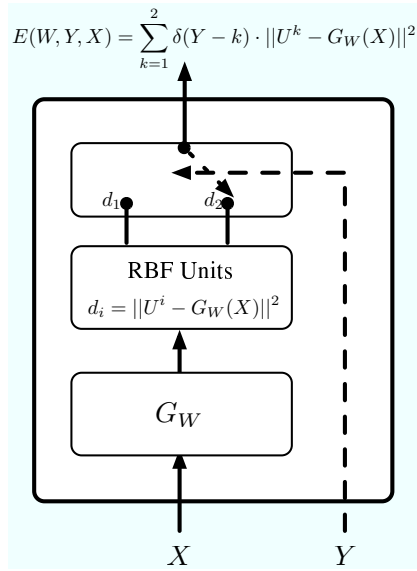 E(W, Y, X) = \sum_{k=1}^{2} \delta(Y - k) \cdot ||U^k - G_W(X)||^2
d_1 d_2
RBF Units
d_i = ||U^i - G_W(X)||^2
G_W
X Y